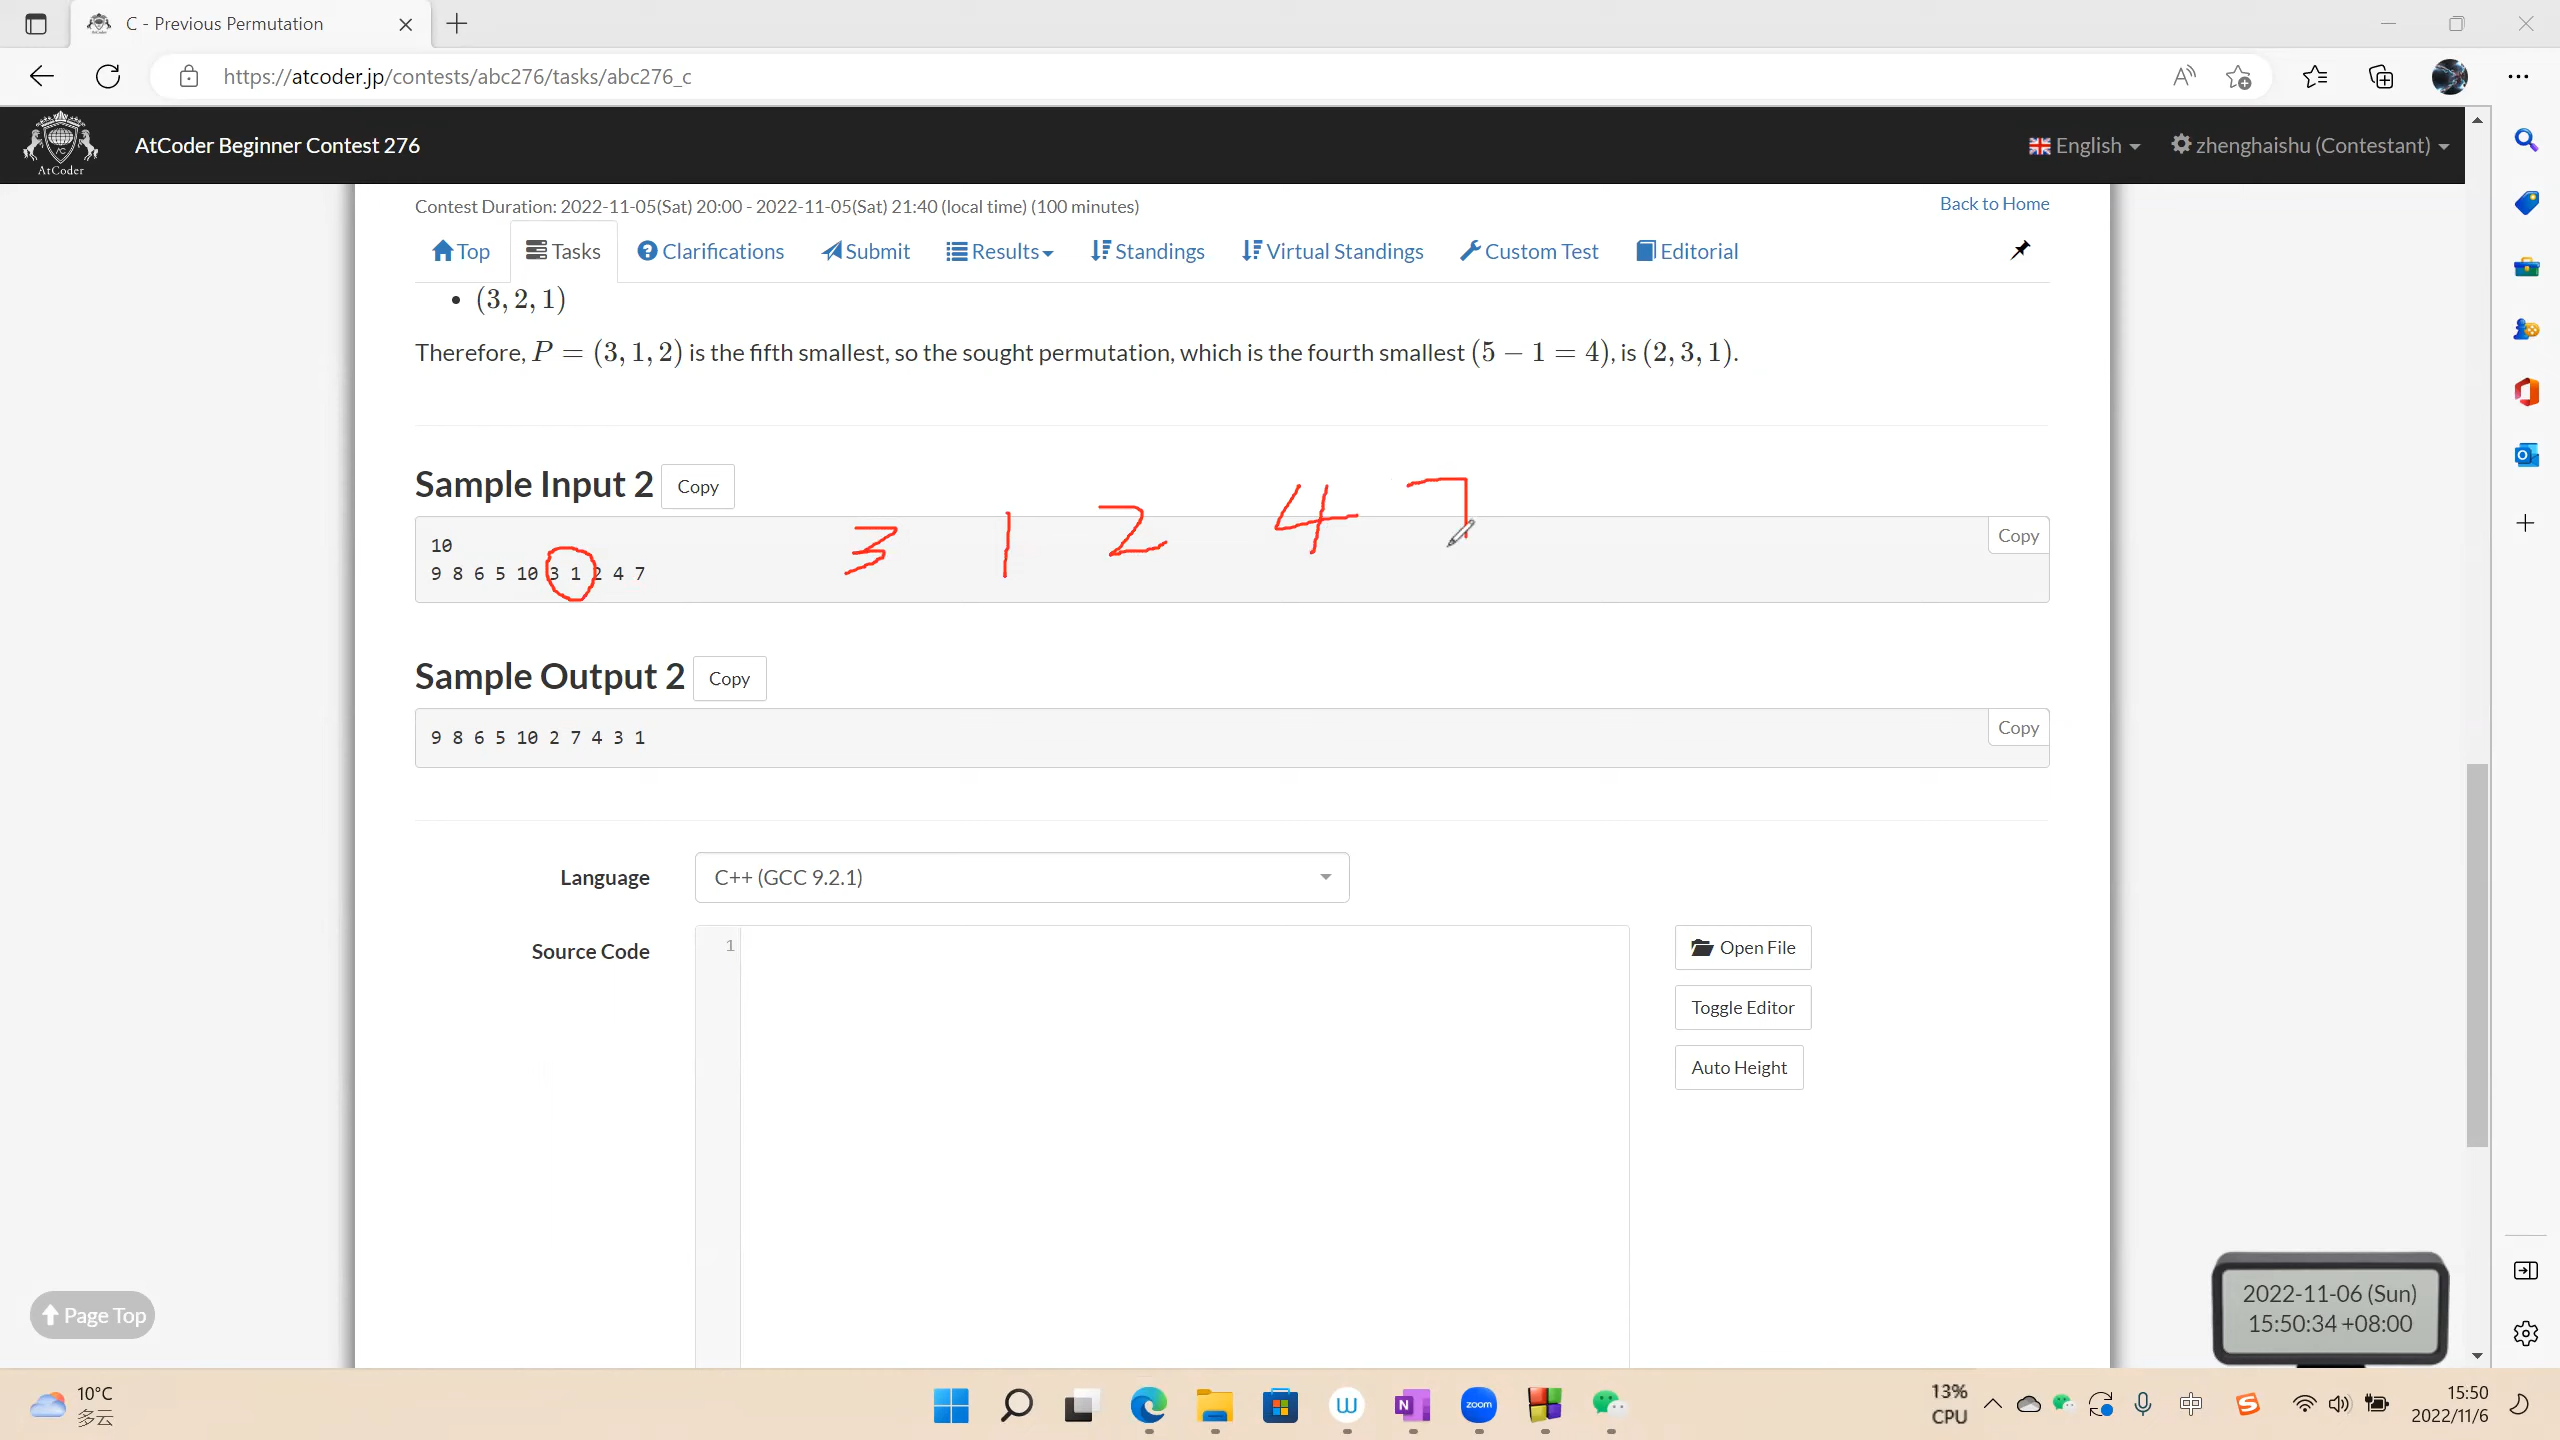 C - Previous Permutation
https://atcoder.jp/contests/abc276/tasks/abc276_c
AtCoder
AtCoder Beginner Contest 276
English
zhenghaishu (Contestant)
Contest Duration: 2022-11-05(Sat) 20:00 - 2022-11-05(Sat) 21:40 (local time) (100 minutes)
Back to Home
Top Tasks Clarifications Submit Results Standings Virtual Standings Custom Test Editorial
• (3, 2, 1)
Therefore, P = (3, 1, 2) is the fifth smallest, so the sought permutation, which is the fourth smallest (5 − 1 = 4), is (2, 3, 1).
Sample Input 2 Copy
3 1 2 4 7
Copy
10
9 8 6 5 10 3 1 2 4 7
Sample Output 2 Copy
Copy
9 8 6 5 10 2 7 4 3 1
Language
C++ (GCC 9.2.1)
Source Code
1
Open File
Toggle Editor
Auto Height
Page Top
2022-11-06 (Sun)
15:50:34 +08:00
10°C
多云
zoom
13%
CPU
中
15:50
2022/11/6